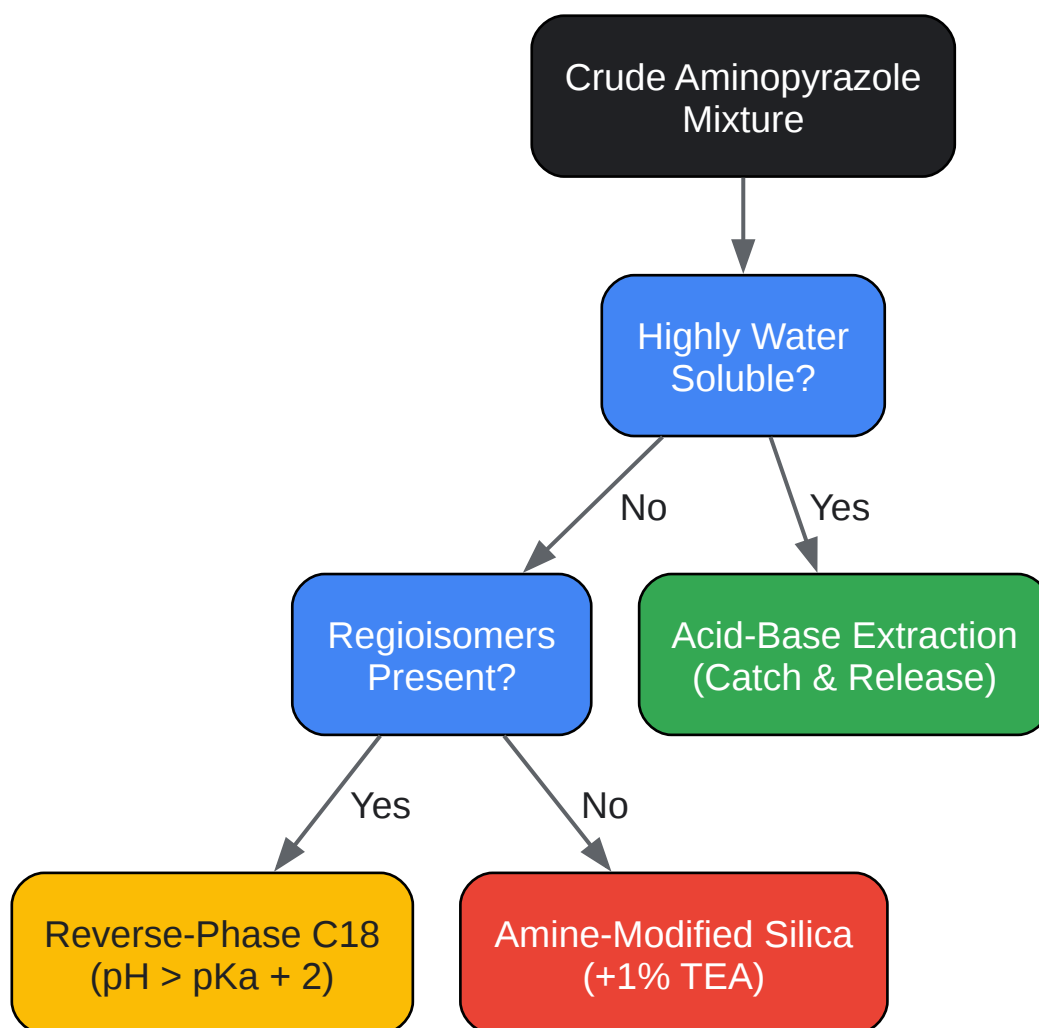 Crude Aminopyrazole
Mixture
Highly Water
Soluble?
No
Yes
Regioisomers
Present?
Acid-Base Extraction
(Catch & Release)
Yes
No
Reverse-Phase C18
(pH > pKa + 2)
Amine-Modified Silica
(+1% TEA)